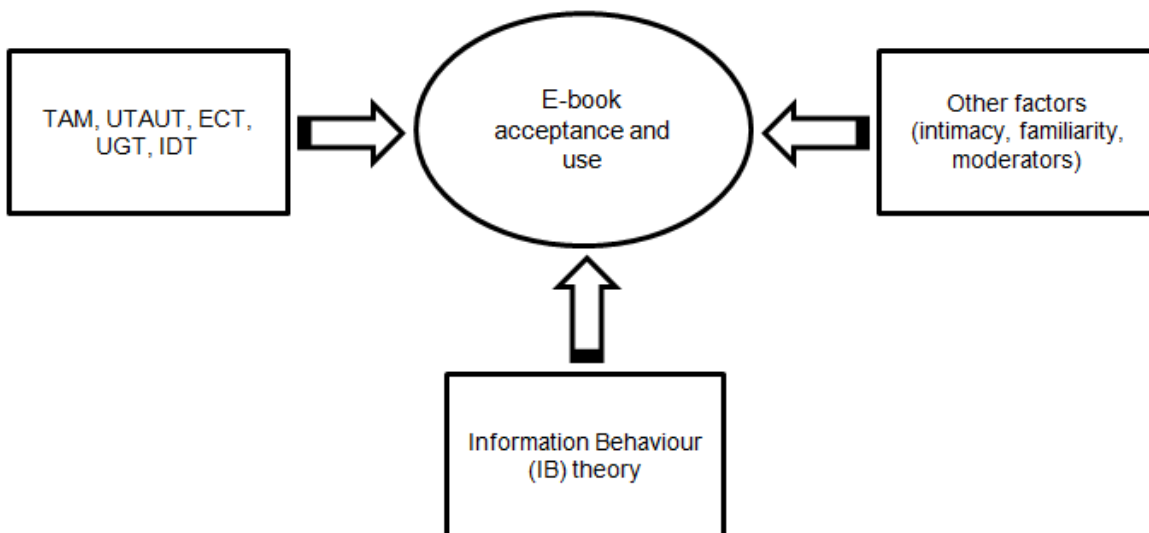 TAM, UTAUT, ECT,
UGT, IDT
E-book
acceptance and
use
Other factors
(intimacy, familiarity,
moderators)
Information Behaviour
(IB) theory